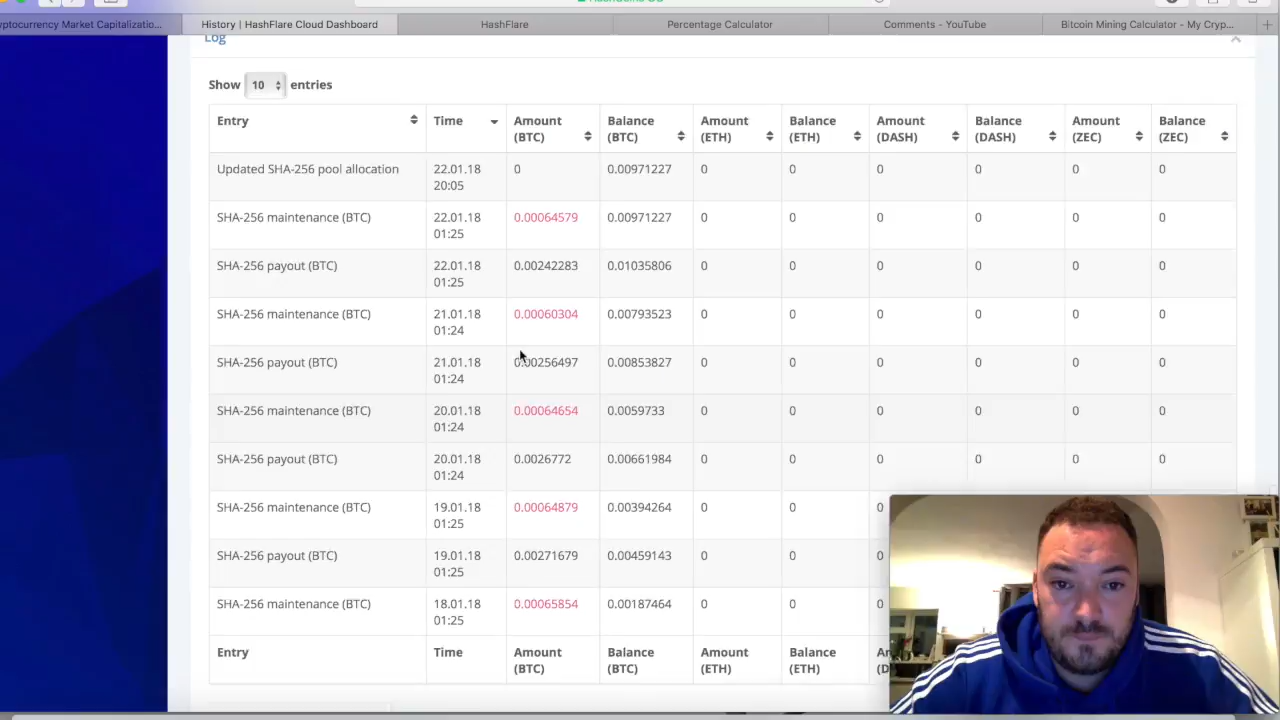 yptocurrency Market Capitalizatio...
History | HashFlare Cloud Dashboard
HashFlare
Percentage Calculator
Comments - YouTube
Bitcoin Mining Calculator - My Cryp...
Log
Show 10 entries
Entry Time Amount (BTC) Balance (BTC) Amount (ETH) Balance (ETH) Amount (DASH) Balance (DASH) Amount (ZEC) Balance (ZEC)
Updated SHA-256 pool allocation 22.01.18 20:05 0 0.00971227 0 0 0 0 0 0
SHA-256 maintenance (BTC) 22.01.18 01:25 0.00064579 0.00971227 0 0 0 0 0 0
SHA-256 payout (BTC) 22.01.18 01:25 0.00242283 0.01035806 0 0 0 0 0 0
SHA-256 maintenance (BTC) 21.01.18 01:24 0.00060304 0.00793523 0 0 0 0 0 0
SHA-256 payout (BTC) 21.01.18 01:24 0.00256497 0.00853827 0 0 0 0 0 0
SHA-256 maintenance (BTC) 20.01.18 01:24 0.00064654 0.0059733 0 0 0 0 0 0
SHA-256 payout (BTC) 20.01.18 01:24 0.0026772 0.00661984 0 0 0 0 0 0
SHA-256 maintenance (BTC) 19.01.18 01:25 0.00064879 0.00394264 0 0 0
SHA-256 payout (BTC) 19.01.18 01:25 0.00271679 0.00459143 0 0 0
SHA-256 maintenance (BTC) 18.01.18 01:25 0.00065854 0.00187464 0 0 0
Entry Time Amount (BTC) Balance (BTC) Amount (ETH) Balance (ETH)